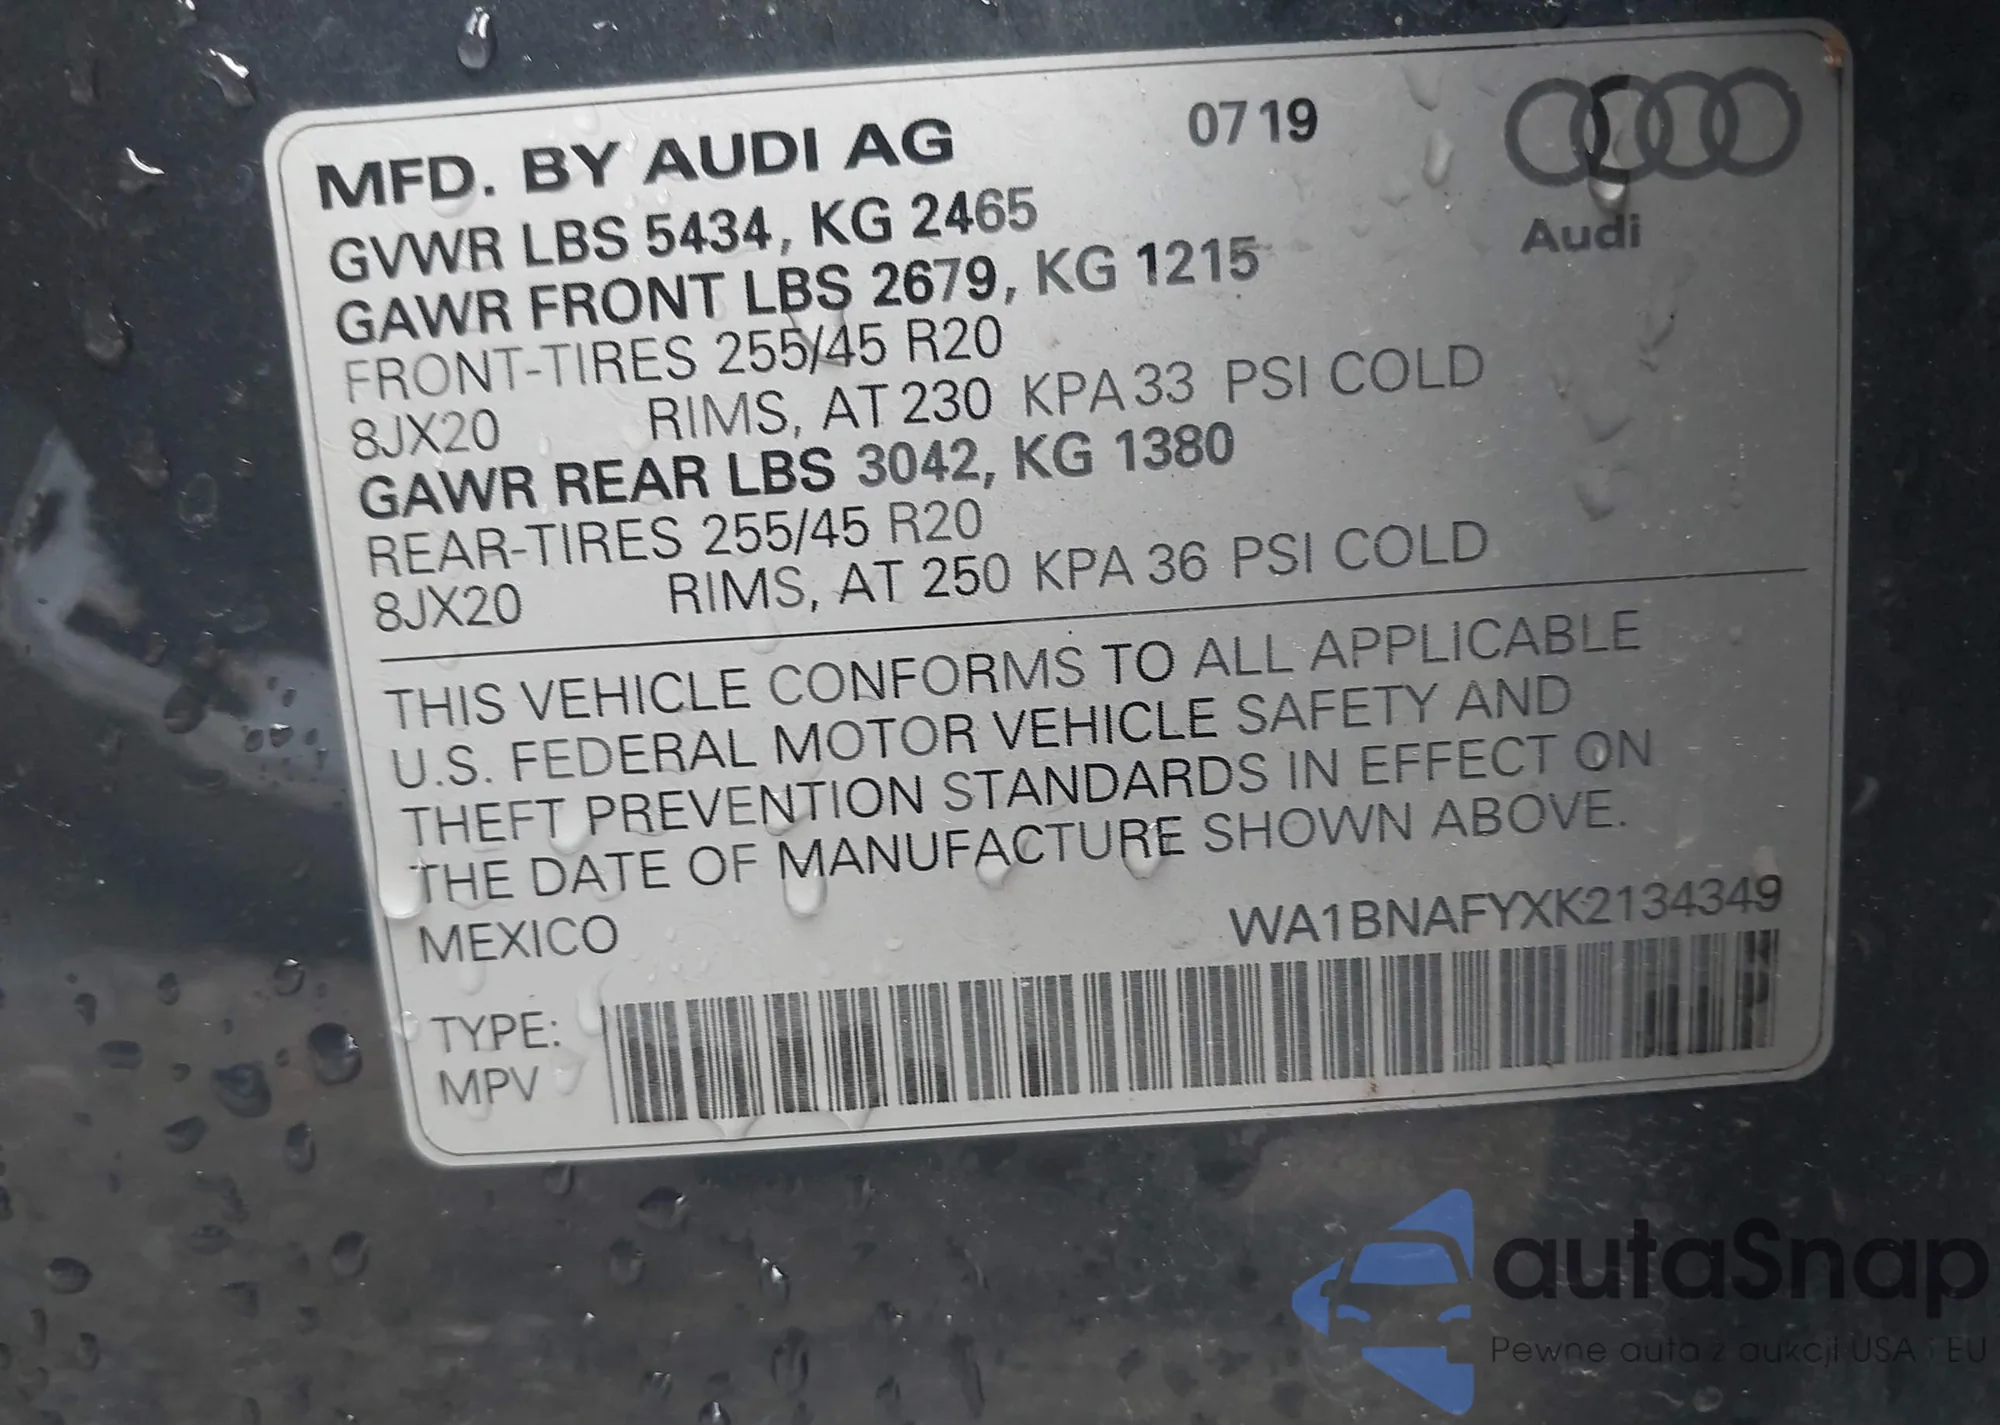 MFD. BY AUDI AG 0719
Audi
GVWR LBS 5434, KG 2465
GAWR FRONT LBS 2679, KG 1215
FRONT-TIRES 255/45 R20
8JX20 RIMS, AT 230 KPA 33 PSI COLD
GAWR REAR LBS 3042, KG 1380
REAR-TIRES 255/45 R20
8JX20 RIMS, AT 250 KPA 36 PSI COLD
THIS VEHICLE CONFORMS TO ALL APPLICABLE
U.S. FEDERAL MOTOR VEHICLE SAFETY AND
THEFT PREVENTION STANDARDS IN EFFECT ON
THE DATE OF MANUFACTURE SHOWN ABOVE.
MEXICO WA1BNAFYXK2134349
TYPE:
MPV
autaSnap
Pewne auta z aukcji USA i EU